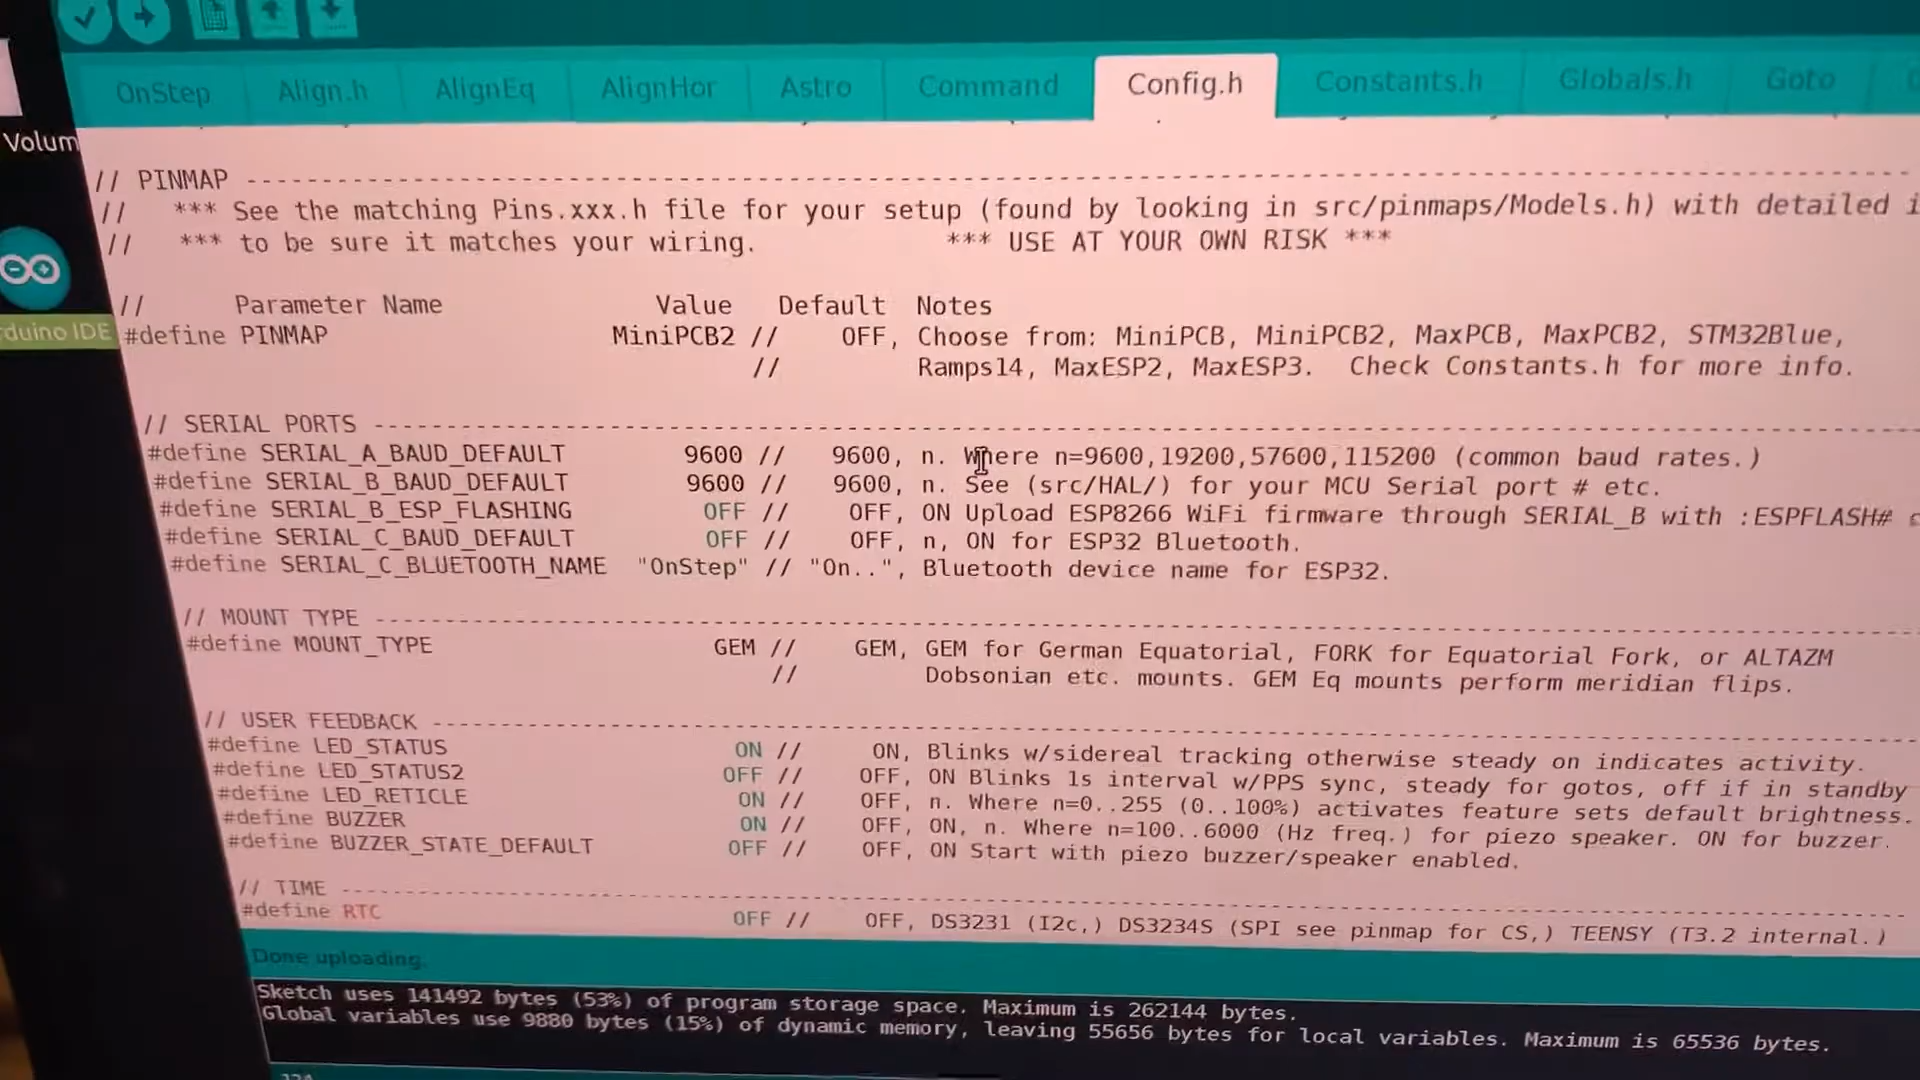 OnStep Align.h AlignEq AlignHor Astro Command Config.h Constants.h Globals.h Goto
Volum
duino IDE
// PINMAP ----------------------------------------
// *** See the matching Pins.xxx.h file for your setup (found by looking in src/pinmaps/Models.h) with detailed i
// *** to be sure it matches your wiring. *** USE AT YOUR OWN RISK ***
// Parameter Name Value Default Notes
#define PINMAP MiniPCB2 // OFF, Choose from: MiniPCB, MiniPCB2, MaxPCB, MaxPCB2, STM32Blue,
// Ramps14, MaxESP2, MaxESP3. Check Constants.h for more info.
// SERIAL PORTS ----------------------------------------
#define SERIAL_A_BAUD_DEFAULT 9600 // 9600, n. Where n=9600,19200,57600,115200 (common baud rates.)
#define SERIAL_B_BAUD_DEFAULT 9600 // 9600, n. See (src/HAL/) for your MCU Serial port # etc.
#define SERIAL_B_ESP_FLASHING OFF // OFF, ON Upload ESP8266 WiFi firmware through SERIAL_B with :ESPFLASH#
#define SERIAL_C_BAUD_DEFAULT OFF // OFF, n, ON for ESP32 Bluetooth.
#define SERIAL_C_BLUETOOTH_NAME "OnStep" // "On..", Bluetooth device name for ESP32.
// MOUNT TYPE ----------------------------------------
#define MOUNT_TYPE GEM // GEM, GEM for German Equatorial, FORK for Equatorial Fork, or ALTAZM
// Dobsonian etc. mounts. GEM Eq mounts perform meridian flips.
// USER FEEDBACK ----------------------------------------
#define LED_STATUS ON // ON, Blinks w/sidereal tracking otherwise steady on indicates activity.
#define LED_STATUS2 OFF // OFF, ON Blinks 1s interval w/PPS sync, steady for gotos, off if in standby
#define LED_RETICLE ON // OFF, n. Where n=0..255 (0..100%) activates feature sets default brightness.
#define BUZZER ON // OFF, ON, n. Where n=100..6000 (Hz freq.) for piezo speaker. ON for buzzer.
#define BUZZER_STATE_DEFAULT OFF // OFF, ON Start with piezo buzzer/speaker enabled.
// TIME ----------------------------------------
#define RTC OFF // OFF, DS3231 (I2c,) DS3234S (SPI see pinmap for CS,) TEENSY (T3.2 internal.)
Done uploading.
Sketch uses 141492 bytes (53%) of program storage space. Maximum is 262144 bytes.
Global variables use 9880 bytes (15%) of dynamic memory, leaving 55656 bytes for local variables. Maximum is 65536 bytes.